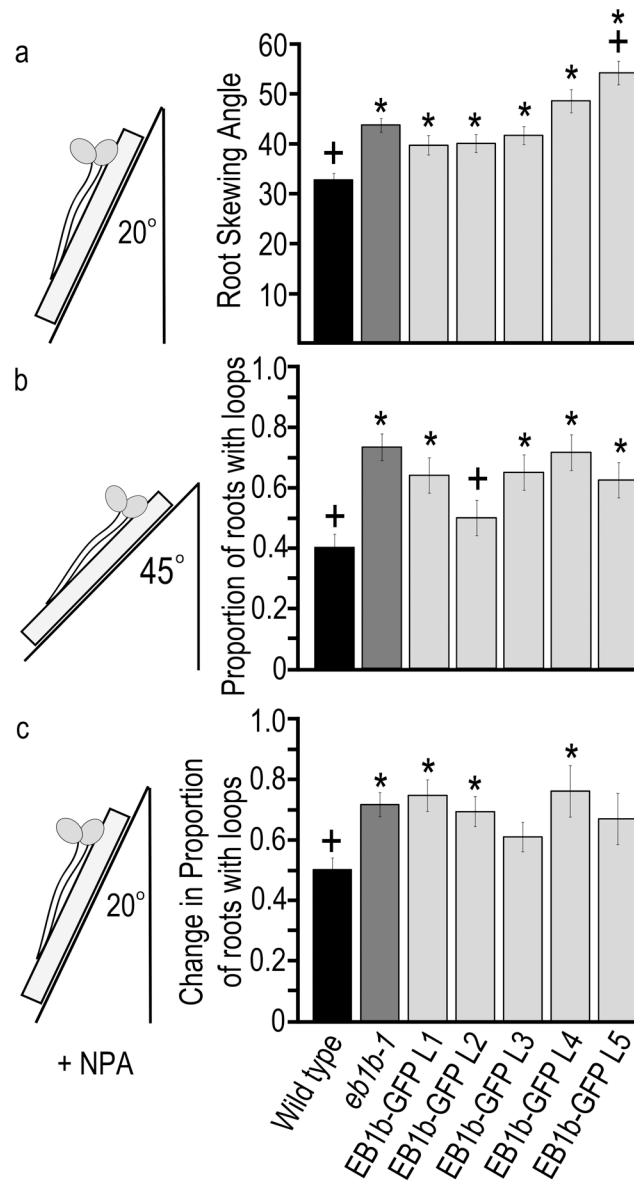 a
20°
Root Skewing Angle
60
50
40
30
20
10
*
+
+
*
*
*
*
*
b
45°
Proportion of roots with loops
1.0
0.8
0.6
0.4
0.2
0
+
*
*
+
*
*
*
c
20°
+ NPA
Change in Proportion
of roots with loops
1.0
0.8
0.6
0.4
0.2
0
+
*
*
*
*
Wild type
eb1b-1
EB1b-GFP L1
EB1b-GFP L2
EB1b-GFP L3
EB1b-GFP L4
EB1b-GFP L5